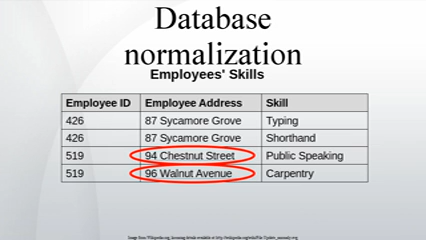 Database
normalization
Employees' Skills
Employee ID Employee Address Skill
426 87 Sycamore Grove Typing
426 87 Sycamore Grove Shorthand
519 94 Chestnut Street Public Speaking
519 96 Walnut Avenue Carpentry